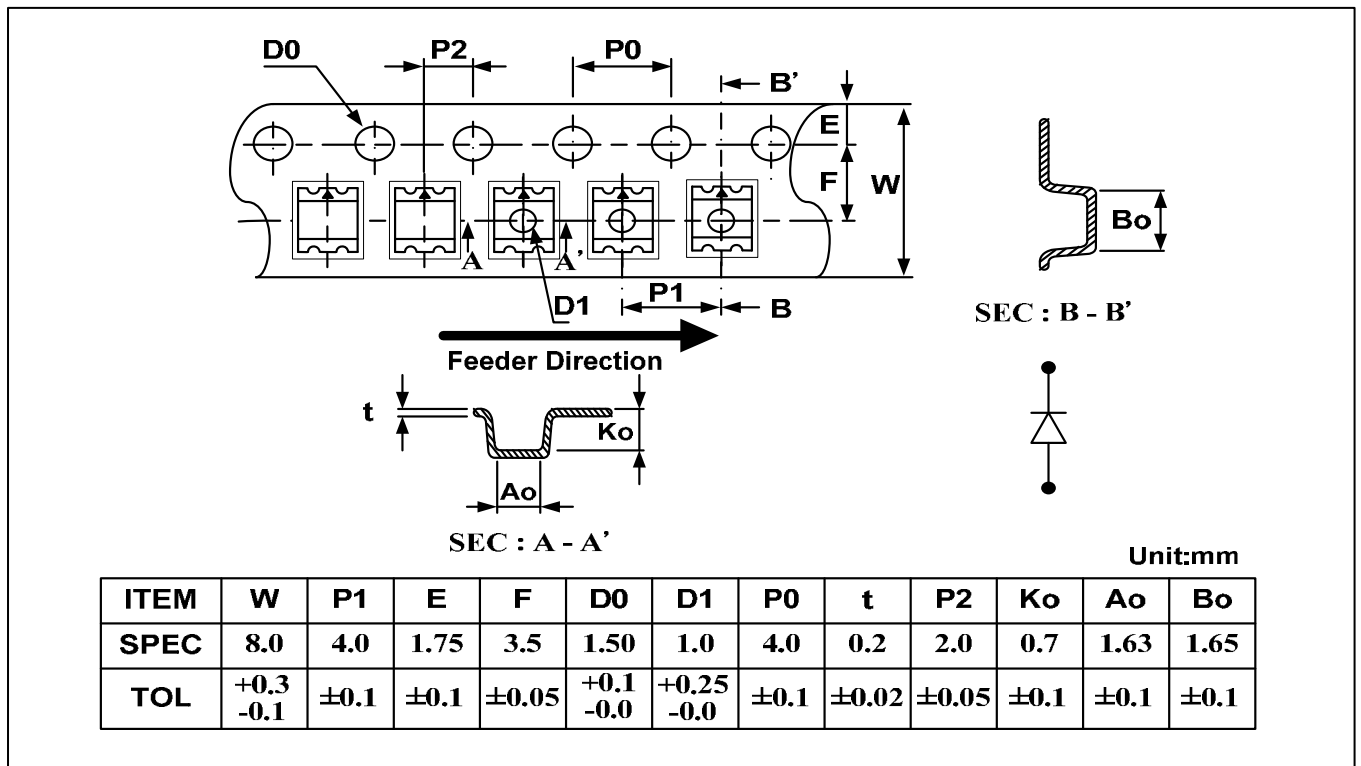 D0
P2
P0
B'
E
F
W
A
A'
D1
P1
B
Feeder Direction
Bo
SEC : B - B'
t
Ko
Ao
SEC : A - A'
Unit:mm
ITEM W P1 E F D0 D1 P0 t P2 Ko Ao Bo
SPEC 8.0 4.0 1.75 3.5 1.50 1.0 4.0 0.2 2.0 0.7 1.63 1.65
TOL +0.3 -0.1 ±0.1 ±0.1 ±0.05 +0.1 -0.0 +0.25 -0.0 ±0.1 ±0.02 ±0.05 ±0.1 ±0.1 ±0.1